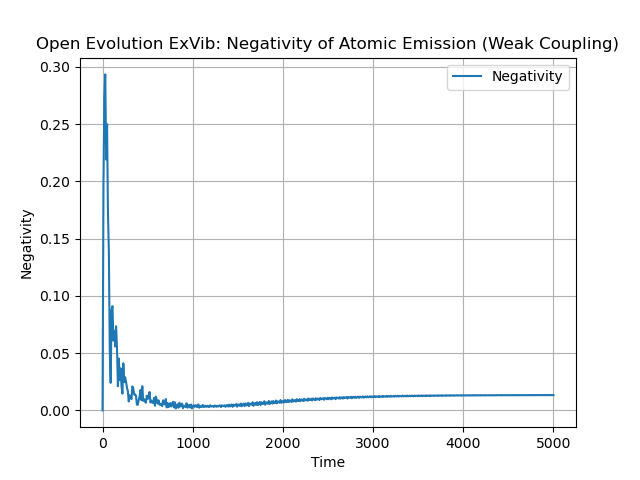 Open Evolution ExVib: Negativity of Atomic Emission (Weak Coupling)
Negativity
0.30
0.25
0.20
0.15
0.10
0.05
0.00
Negativity
0 1000 2000 3000 4000 5000
Time